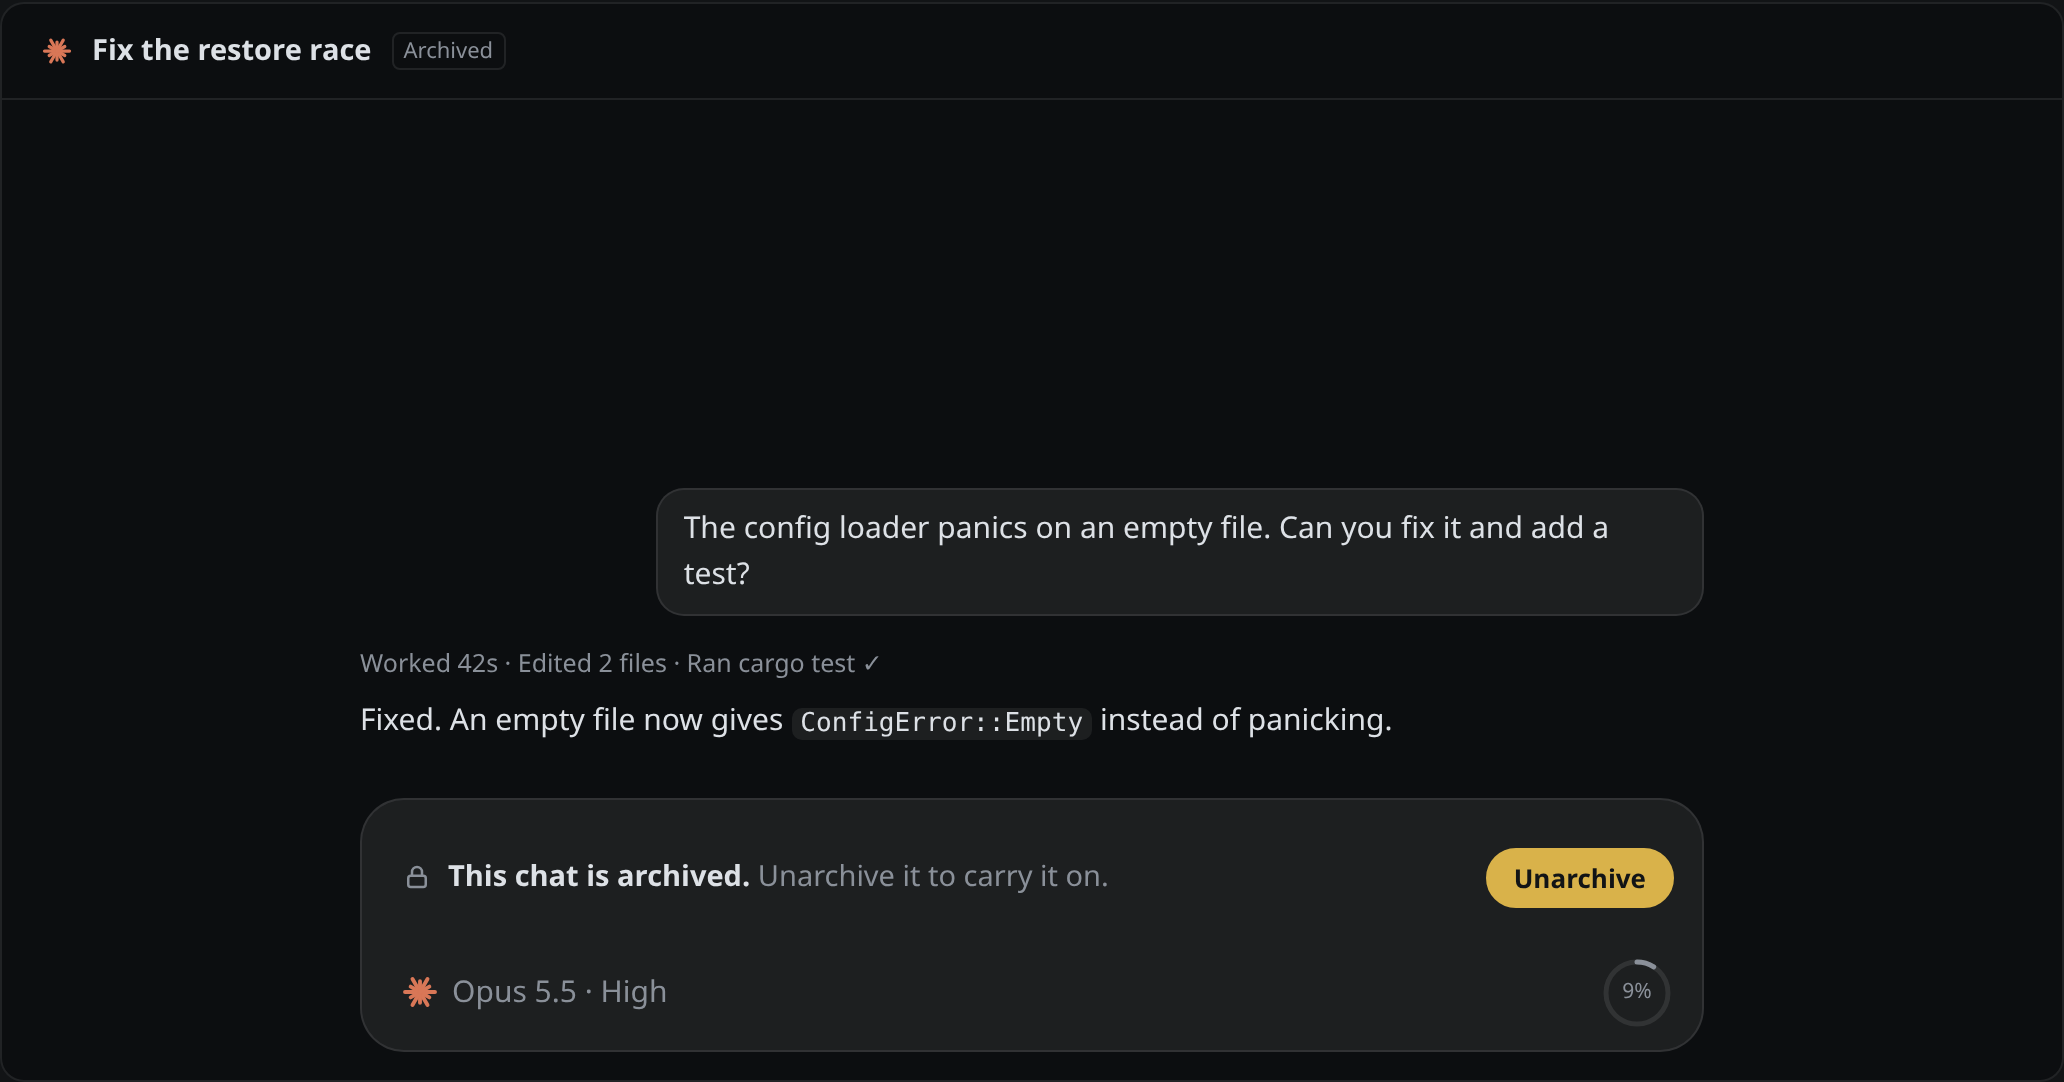 Fix the restore race Archived
The config loader panics on an empty file. Can you fix it and add a
test?
Worked 42s · Edited 2 files · Ran cargo test ✓
Fixed. An empty file now gives ConfigError::Empty instead of panicking.
This chat is archived. Unarchive it to carry it on. Unarchive
Opus 5.5 · High 9%